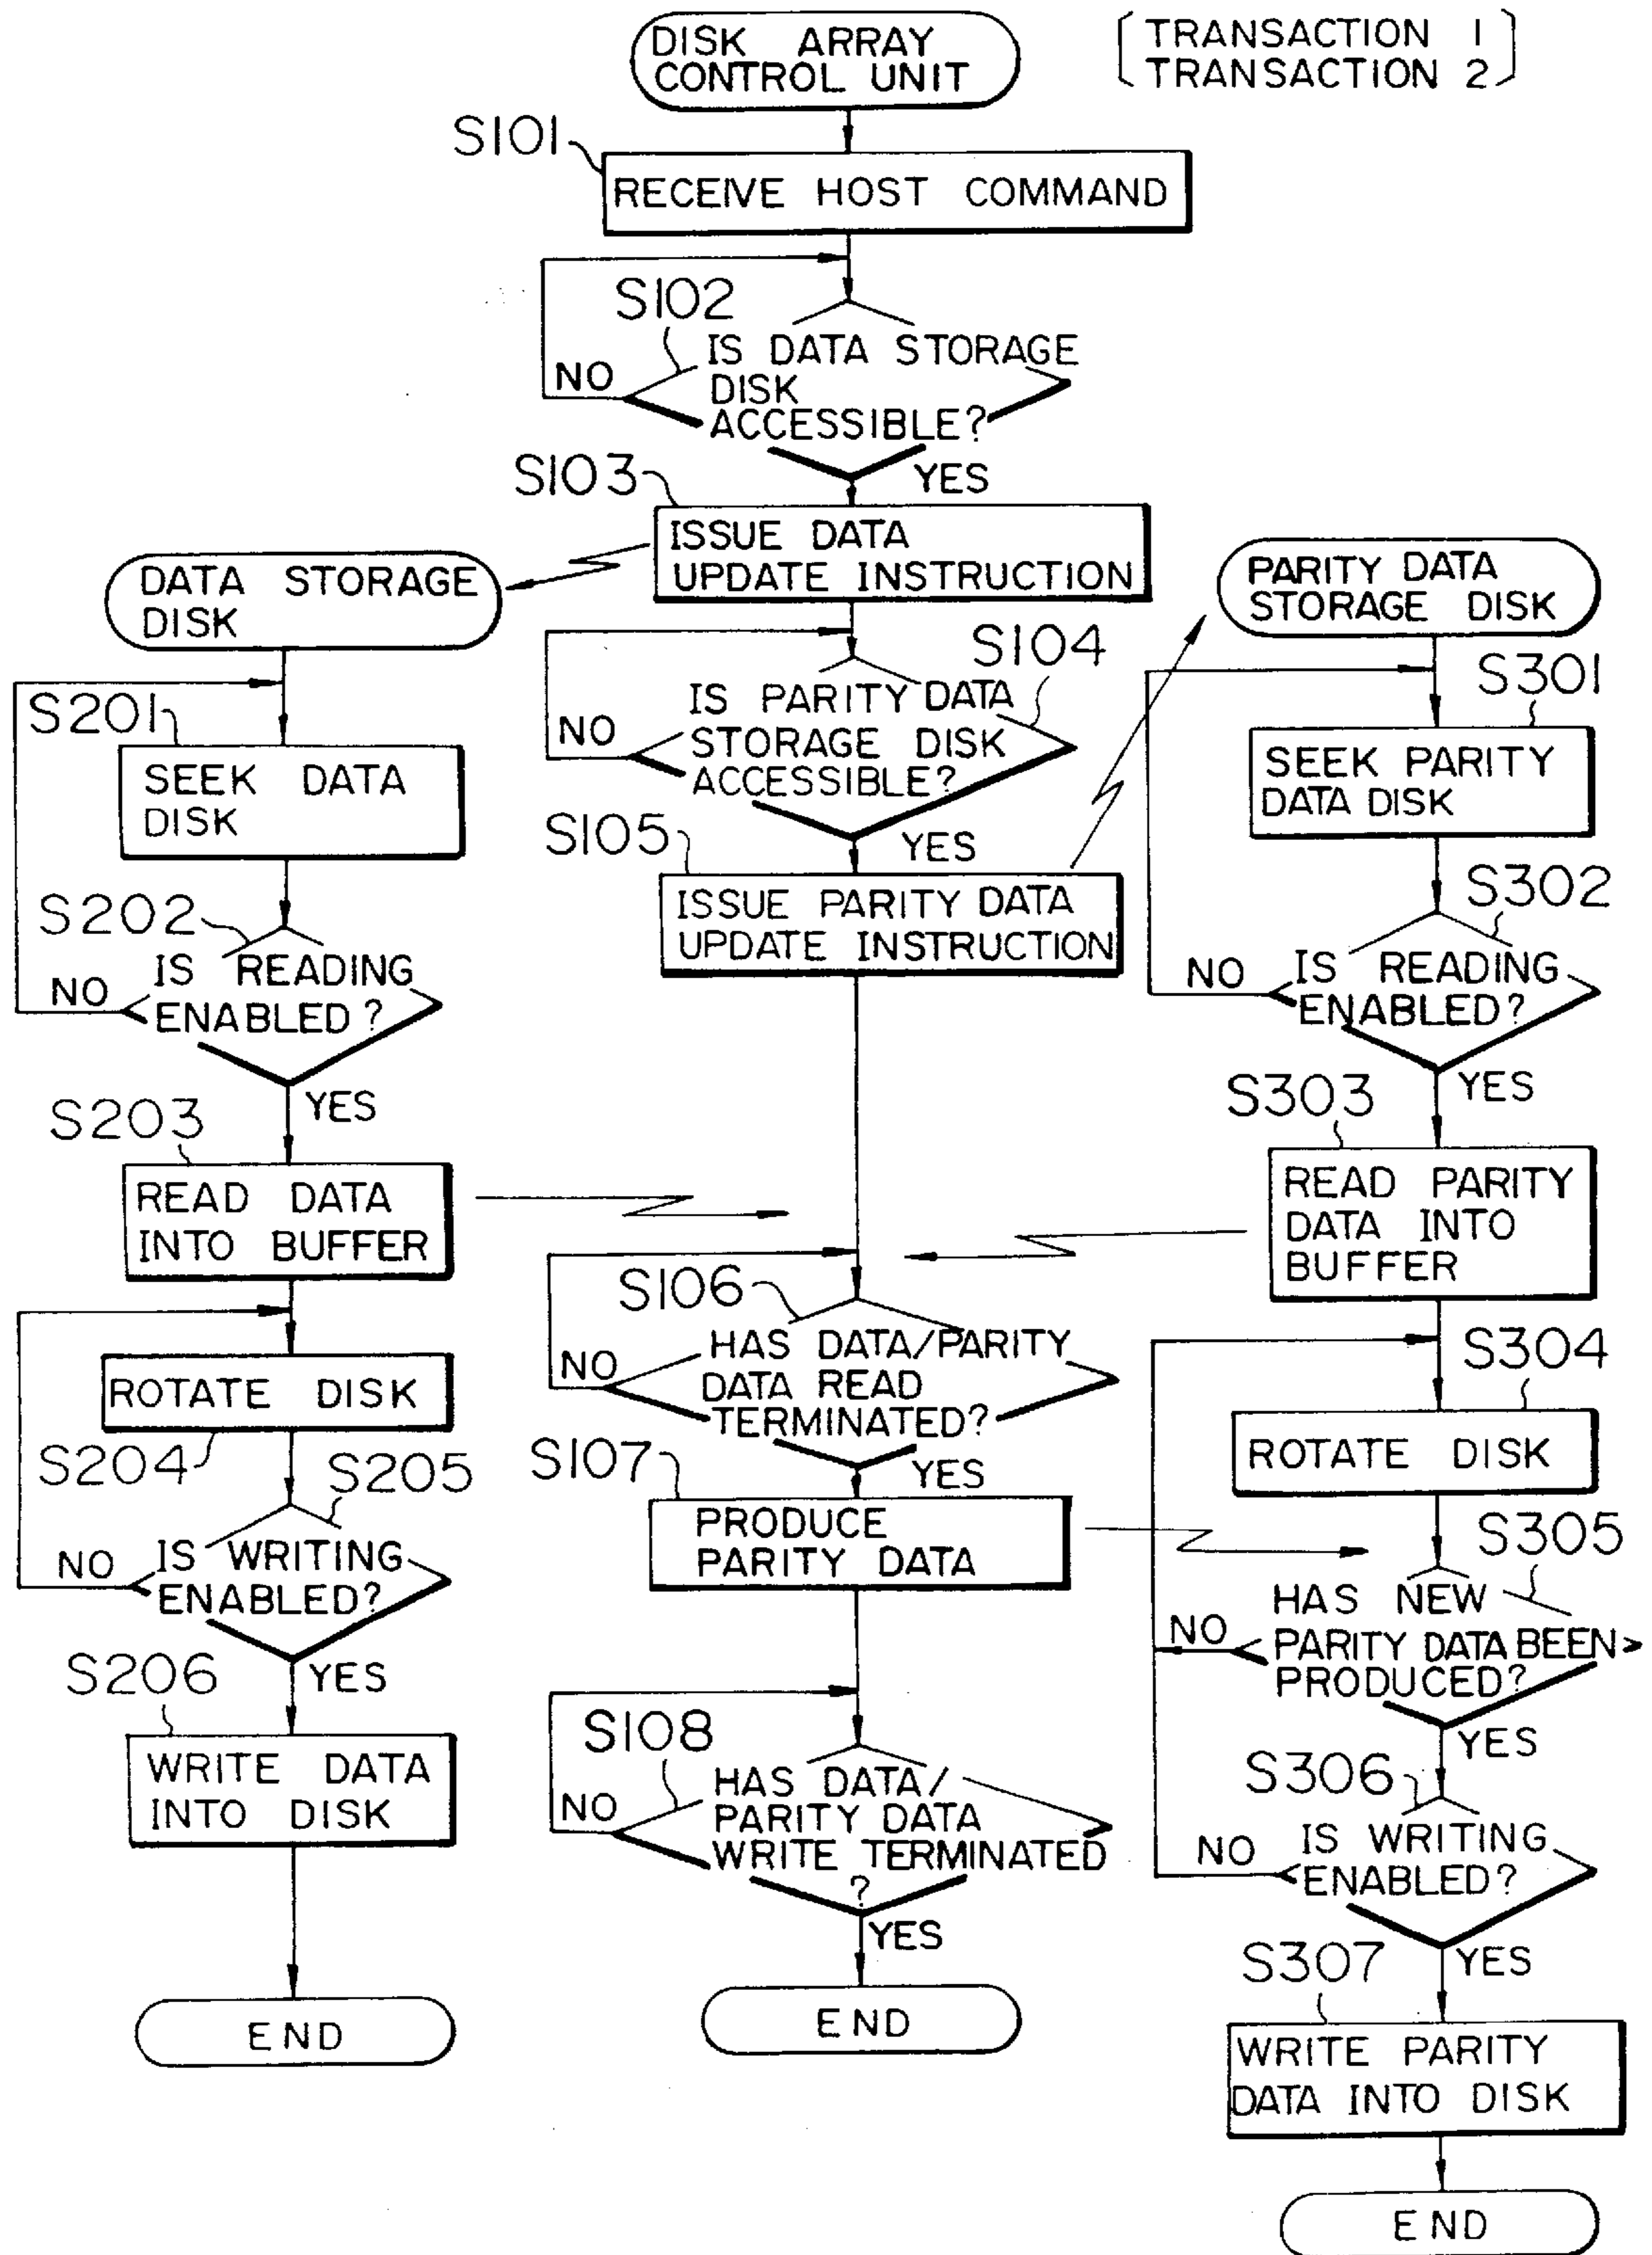 DISK ARRAY
CONTROL UNIT
TRANSACTION 1
TRANSACTION 2
S101
RECEIVE HOST COMMAND
S102
IS DATA STORAGE
DISK
ACCESSIBLE?
NO
YES
S103
ISSUE DATA
UPDATE INSTRUCTION
S104
IS PARITY DATA
STORAGE DISK
ACCESSIBLE?
NO
YES
S105
ISSUE PARITY DATA
UPDATE INSTRUCTION
S106
HAS DATA/PARITY
DATA READ
TERMINATED?
NO
YES
S107
PRODUCE
PARITY DATA
S108
HAS DATA/
PARITY DATA
WRITE TERMINATED
?
NO
YES
END
DATA STORAGE
DISK
S201
SEEK DATA
DISK
S202
IS READING
ENABLED?
NO
YES
S203
READ DATA
INTO BUFFER
ROTATE DISK
S204
S205
IS WRITING
ENABLED?
NO
YES
S206
WRITE DATA
INTO DISK
END
PARITY DATA
STORAGE DISK
S301
SEEK PARITY
DATA DISK
S302
IS READING
ENABLED?
NO
YES
S303
READ PARITY
DATA INTO
BUFFER
S304
ROTATE DISK
S305
HAS NEW
PARITY DATA BEEN
PRODUCED?
NO
YES
S306
IS WRITING
ENABLED?
NO
YES
S307
WRITE PARITY
DATA INTO DISK
END